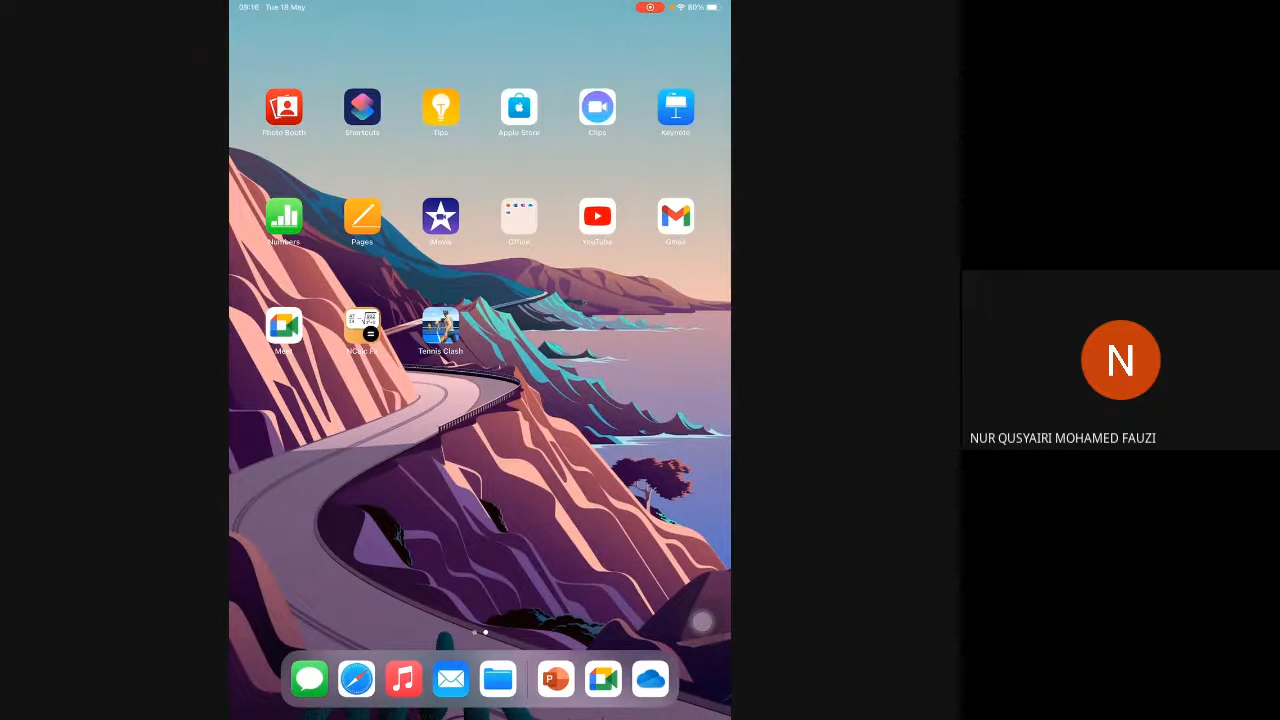 09:16 Tue 18 May
80%
Photo Booth
Shortcuts
Tips
Apple Store
Clips
Keynote
Numbers
Pages
iMovie
Office
YouTube
Gmail
Meet
Tennis Clash
P
N
NUR QUSYAIRI MOHAMED FAUZI